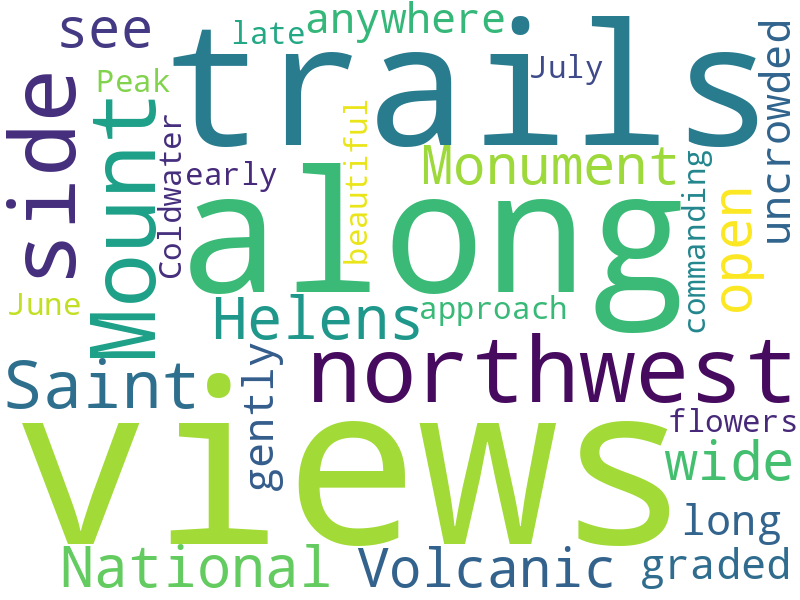 anywhere
see
late
trails
July
Peak
side
Mount
uncrowded
Coldwater
beautiful
early
Monument
along
commanding
open
June
Helens
approach
northwest
Saint
gently
flowers
views
wide
long
National
Volcanic
graded